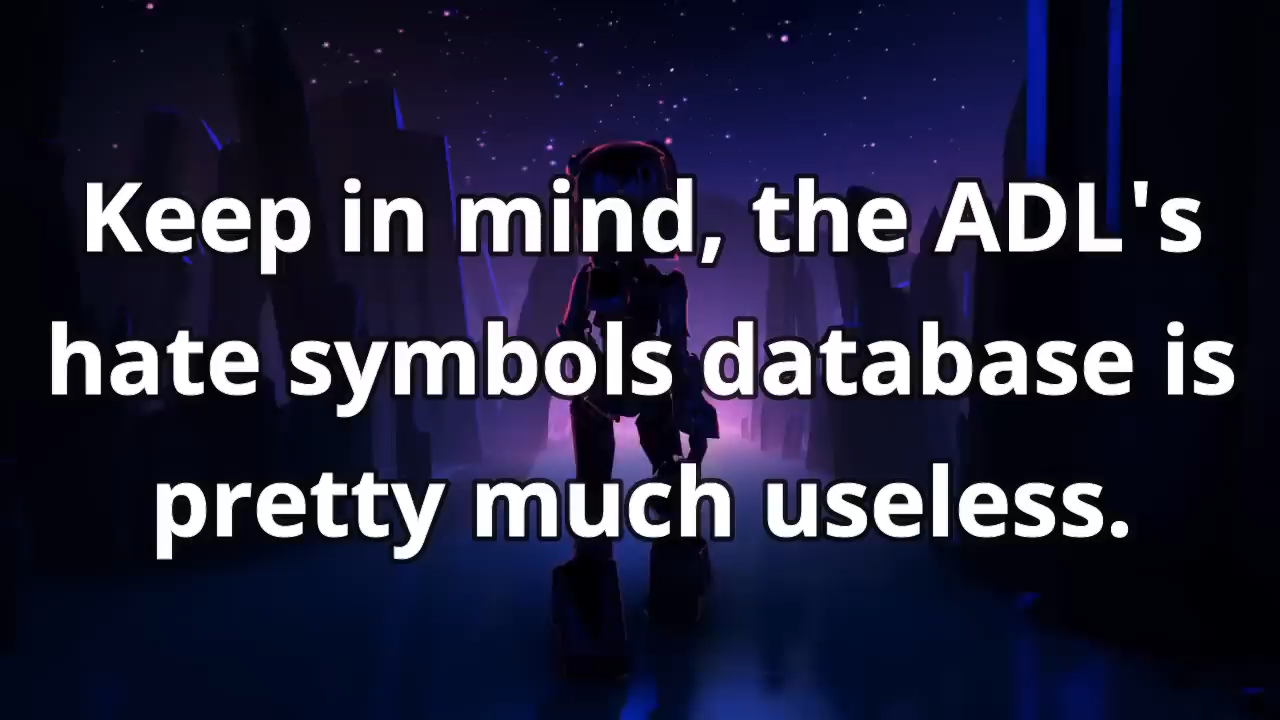 Keep in mind, the ADL's
hate symbols database is
pretty much useless.